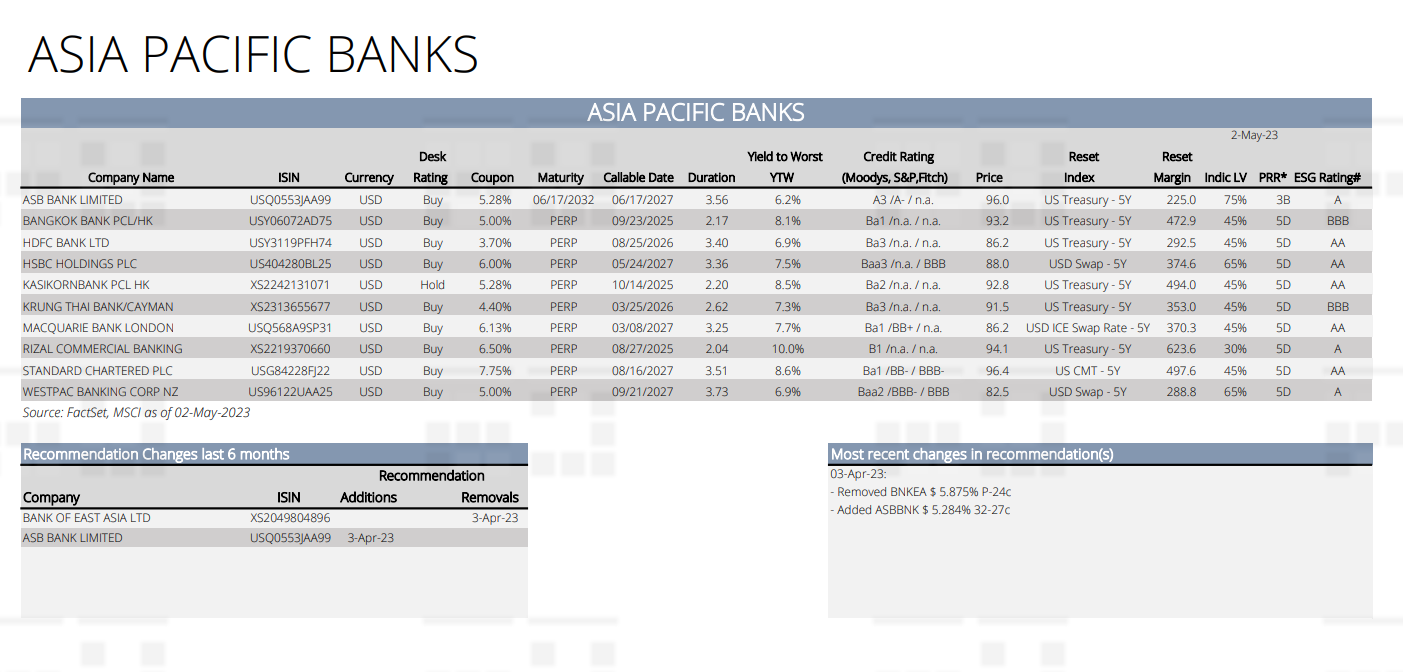 ASIA PACIFIC BANKS
ASIA PACIFIC BANKS
2-May-23
Desk Yield to Worst Credit Rating Reset Reset
Company Name ISIN Currency Rating Coupon Maturity Callable Date Duration YTW (Moodys, S&P,Fitch) Price Index Margin Indic LV PRR* ESG Rating#
ASB BANK LIMITED USQ0553JAA99 USD Buy 5.28% 06/17/2032 06/17/2027 3.56 6.2% A3 /A- / n.a. 96.0 US Treasury - 5Y 225.0 75% 3B A
BANGKOK BANK PCL/HK USY06072AD75 USD Buy 5.00% PERP 09/23/2025 2.17 8.1% Ba1 /n.a. / n.a. 93.2 US Treasury - 5Y 472.9 45% 5D BBB
HDFC BANK LTD USY3119PFH74 USD Buy 3.70% PERP 08/25/2026 3.40 6.9% Ba3 /n.a. / n.a. 86.2 US Treasury - 5Y 292.5 45% 5D AA
HSBC HOLDINGS PLC US404280BL25 USD Buy 6.00% PERP 05/24/2027 3.36 7.5% Baa3 /n.a. / BBB 88.0 USD Swap - 5Y 374.6 65% 5D AA
KASIKORNBANK PCL HK XS2242131071 USD Hold 5.28% PERP 10/14/2025 2.20 8.5% Ba2 /n.a. / n.a. 92.8 US Treasury - 5Y 494.0 45% 5D AA
KRUNG THAI BANK/CAYMAN XS2313655677 USD Buy 4.40% PERP 03/25/2026 2.62 7.3% Ba3 /n.a. / n.a. 91.5 US Treasury - 5Y 353.0 45% 5D BBB
MACQUARIE BANK LONDON USQ568A9SP31 USD Buy 6.13% PERP 03/08/2027 3.25 7.7% Ba1 /BB+ / n.a. 86.2 USD ICE Swap Rate - 5Y 370.3 45% 5D AA
RIZAL COMMERCIAL BANKING XS2219370660 USD Buy 6.50% PERP 08/27/2025 2.04 10.0% B1 /n.a. / n.a. 94.1 US Treasury - 5Y 623.6 30% 5D A
STANDARD CHARTERED PLC USG84228FJ22 USD Buy 7.75% PERP 08/16/2027 3.51 8.6% Ba1 /BB- / BBB- 96.4 US CMT - 5Y 497.6 45% 5D AA
WESTPAC BANKING CORP NZ US96122UAA25 USD Buy 5.00% PERP 09/21/2027 3.73 6.9% Baa2 /BBB- / BBB 82.5 USD Swap - 5Y 288.8 65% 5D A
Source: FactSet, MSCI as of 02-May-2023
Recommendation Changes last 6 months
Recommendation
Company ISIN Additions Removals
BANK OF EAST ASIA LTD XS2049804896 3-Apr-23
ASB BANK LIMITED USQ0553JAA99 3-Apr-23
Most recent changes in recommendation(s)
03-Apr-23:
- Removed BNKEA $ 5.875% P-24c
- Added ASBBNK $ 5.284% 32-27c